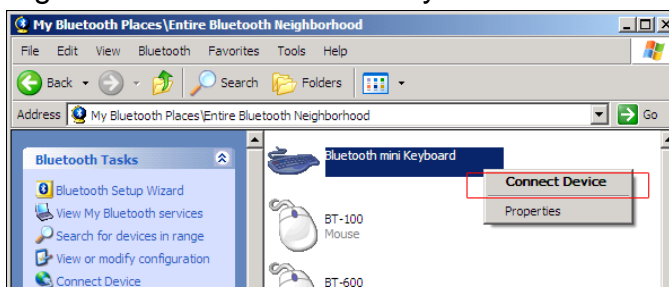 My Bluetooth Places\Entire Bluetooth Neighborhood
File Edit View Bluetooth Favorites Tools Help
Back Search Folders
Address My Bluetooth Places\Entire Bluetooth Neighborhood Go
Bluetooth Tasks
Bluetooth Setup Wizard
View My Bluetooth services
Search for devices in range
View or modify configuration
Connect Device
Bluetooth mini Keyboard
Connect Device
Properties
BT-100
Mouse
BT-600